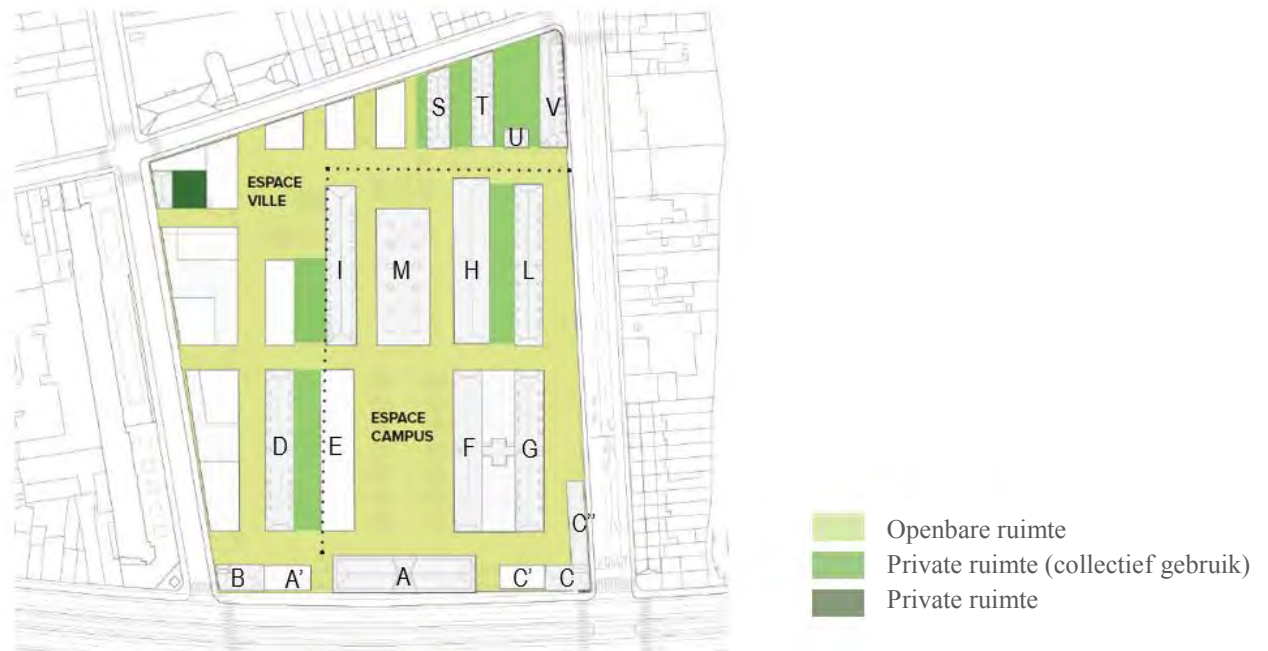 S
T
V
U
ESPACE
VILLE
I
M
H
L
ESPACE
CAMPUS
D
E
F
G
C"
B
A'
A
C'
C
Openbare ruimte
Private ruimte (collectief gebruik)
Private ruimte